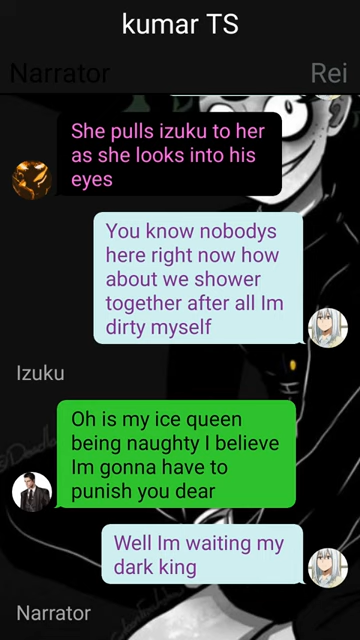 kumar TS
Narrator
Rei
She pulls izuku to her
as she looks into his
eyes
You know nobodys
here right now how
about we shower
together after all Im
dirty myself
Izuku
Oh is my ice queen
being naughty I believe
Im gonna have to
punish you dear
Well Im waiting my
dark king
Narrator